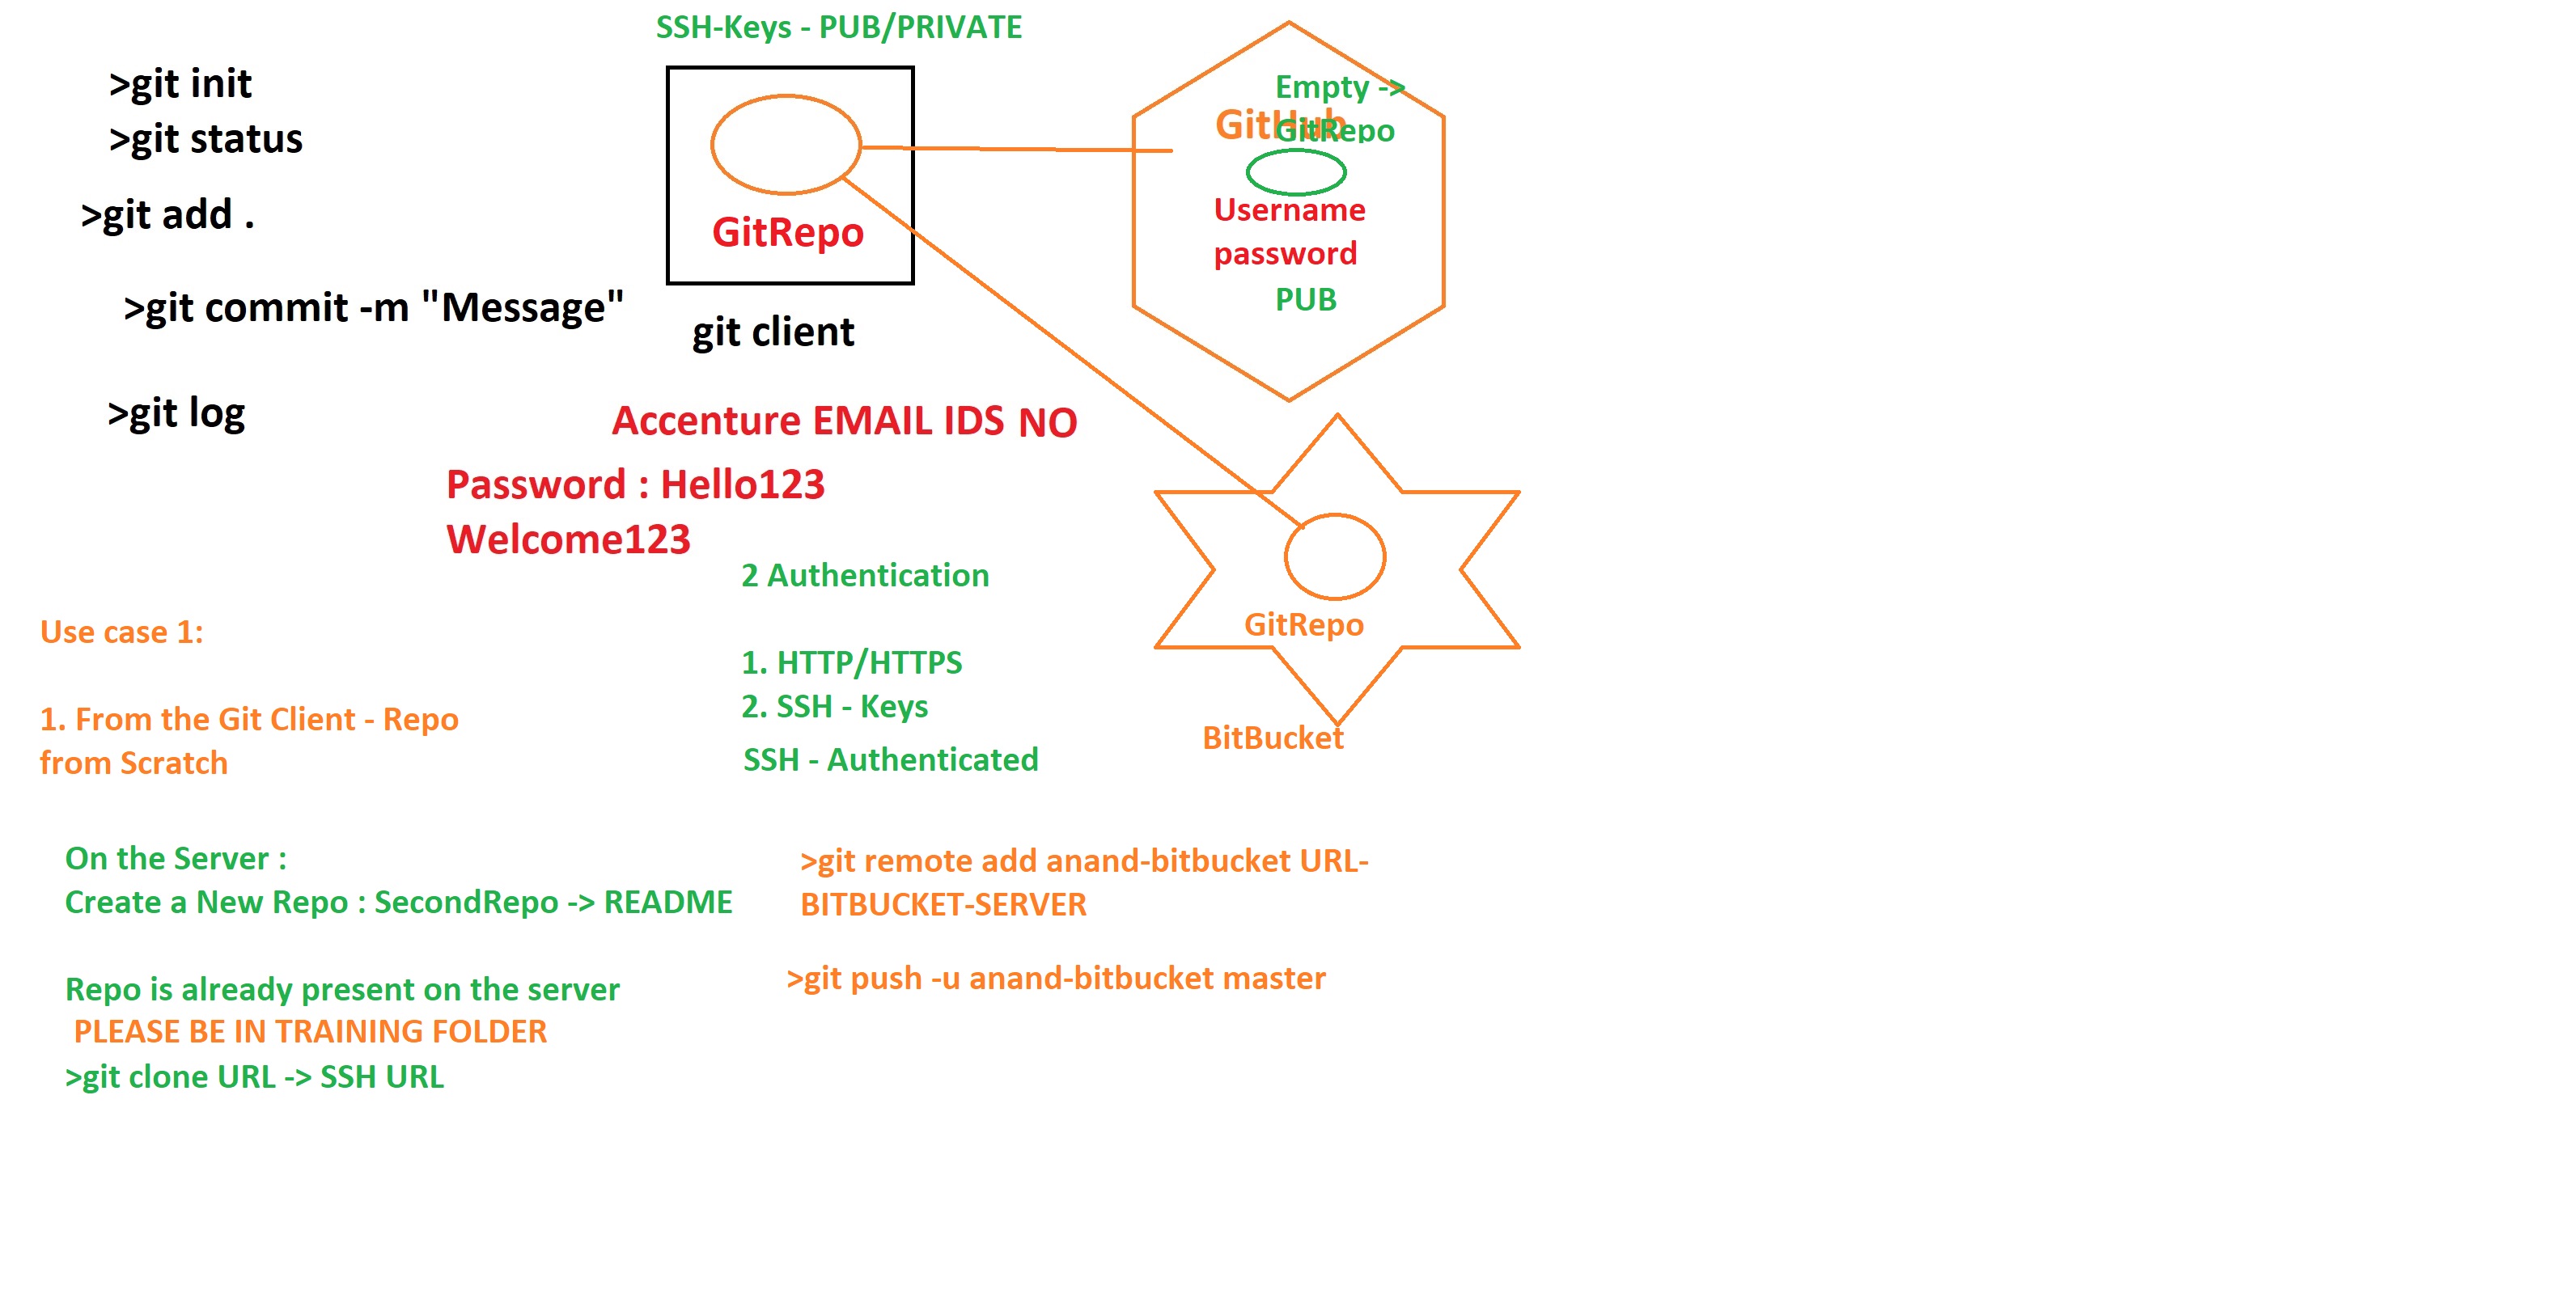 SSH-Keys - PUB/PRIVATE
>git init
>git status
>git add .
>git commit -m "Message"
>git log
GitRepo
git client
Empty ->
GitHub
GitRepo
Username
password
PUB
Accenture EMAIL IDS NO
Password : Hello123
Welcome123
2 Authentication
1. HTTP/HTTPS
2. SSH - Keys
SSH - Authenticated
GitRepo
BitBucket
Use case 1:
1. From the Git Client - Repo
from Scratch
On the Server :
Create a New Repo : SecondRepo -> README
Repo is already present on the server
PLEASE BE IN TRAINING FOLDER
>git clone URL -> SSH URL
>git remote add anand-bitbucket URL-
BITBUCKET-SERVER
>git push -u anand-bitbucket master